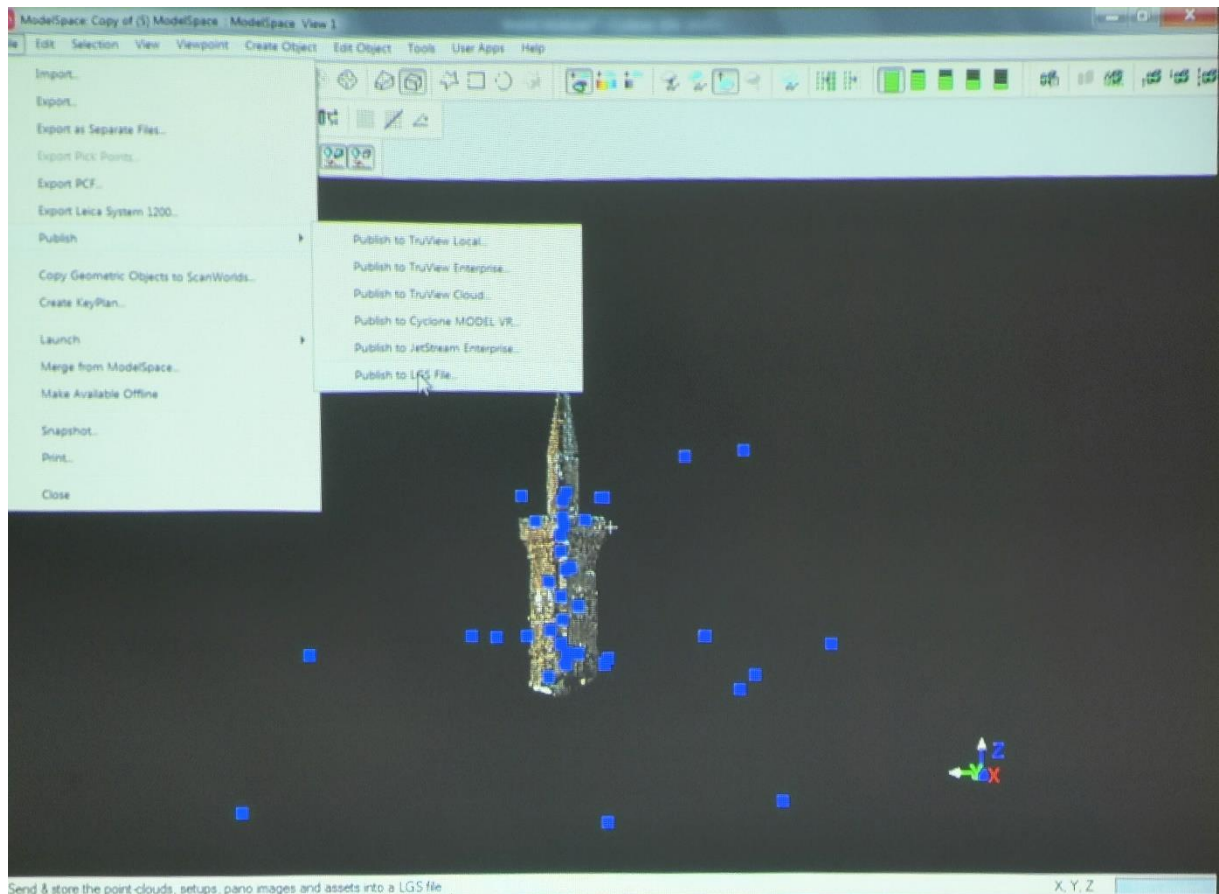 ModelSpace: Copy of (5) ModelSpace : ModelSpace View 1
Edit Selection View Viewpoint Create Object Edit Object Tools User Apps Help
Import...
Export...
Export as Separate Files...
Export Pick Points...
Export PCF...
Export Leica System 1200...
Publish
Publish to TruView Local...
Publish to TruView Enterprise...
Publish to TruView Cloud...
Publish to Cyclone MODEL VR...
Publish to JetStream Enterprise...
Publish to LGS File...
Copy Geometric Objects to ScanWorlds...
Create KeyPlan...
Launch
Merge from ModelSpace...
Make Available Offline
Snapshot...
Print...
Close
Z
Y X
Send & store the point-clouds, setups, pano images and assets into a LGS file
X, Y, Z